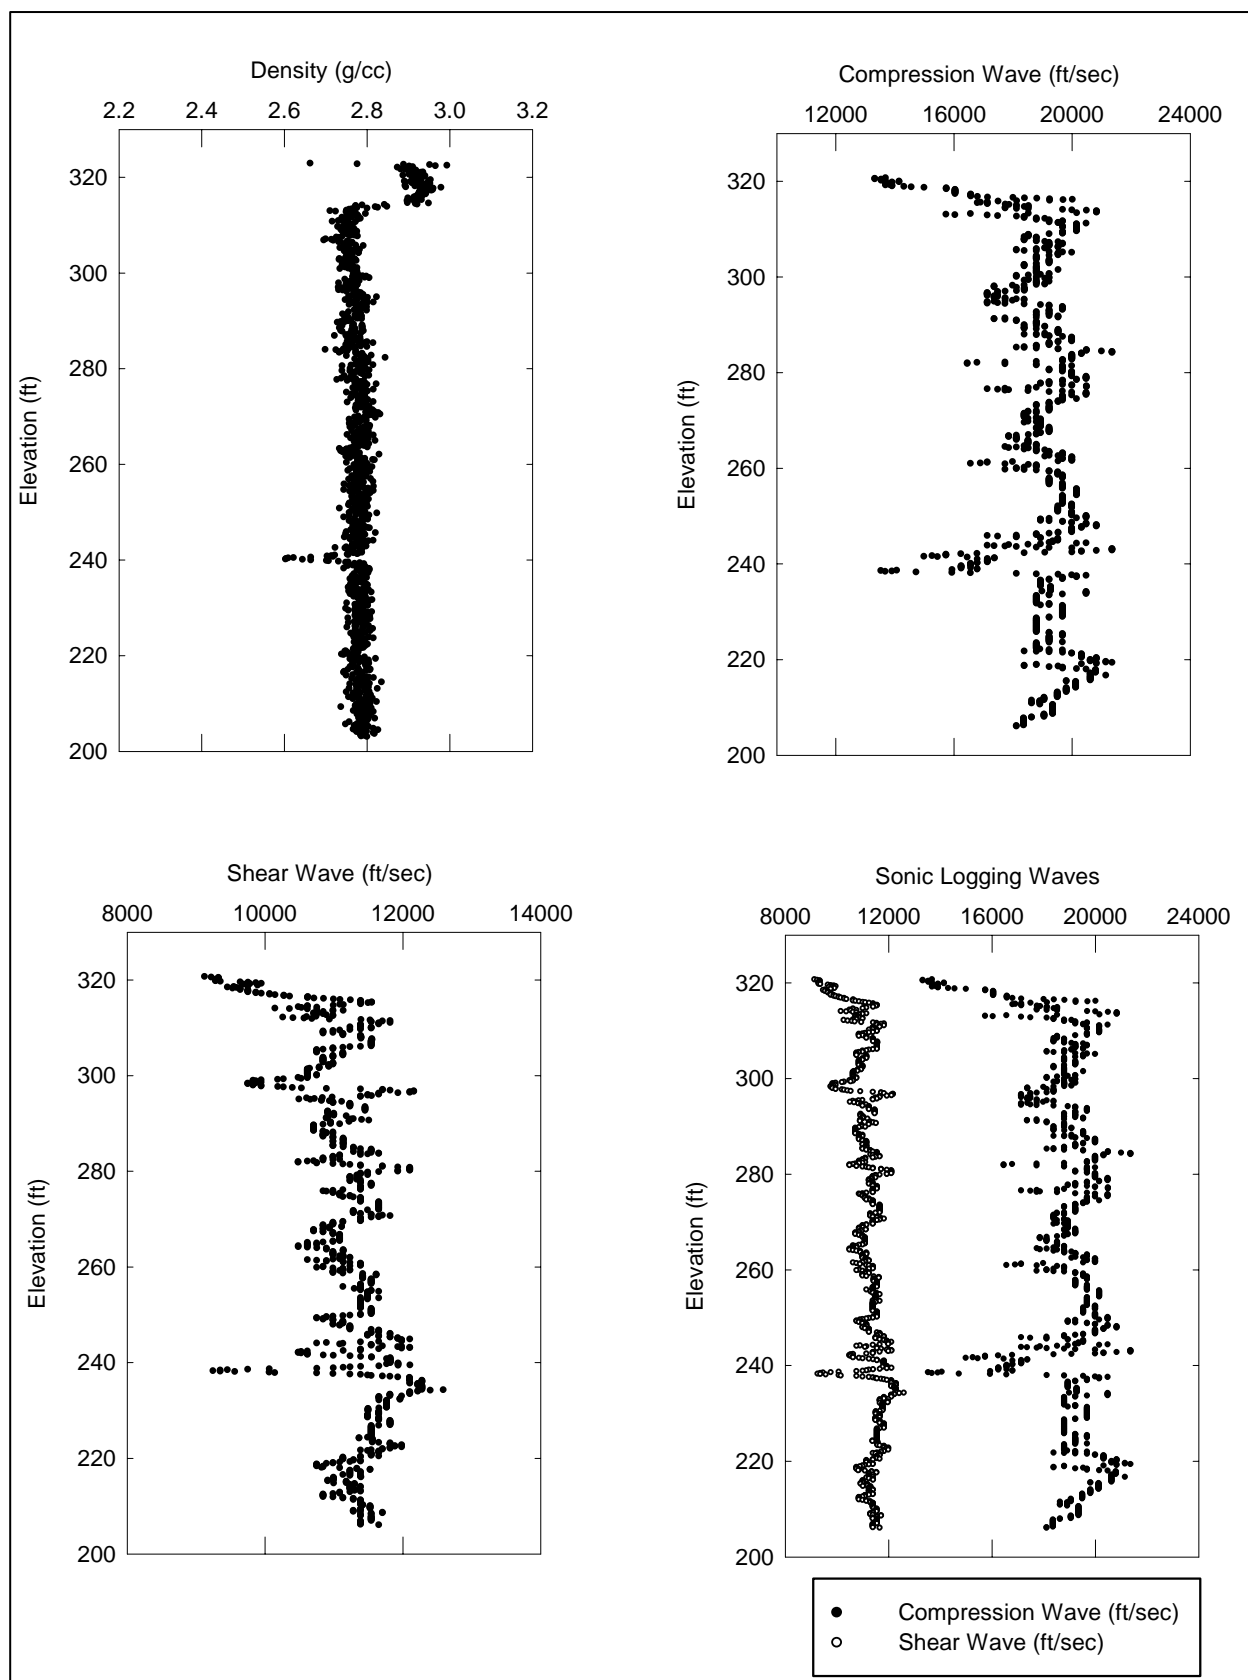 Density (g/cc)
2.2 2.4 2.6 2.8 3.0 3.2
Elevation (ft)
320
300
280
260
240
220
200
Compression Wave (ft/sec)
12000 16000 20000 24000
Elevation (ft)
320
300
280
260
240
220
200
Shear Wave (ft/sec)
8000 10000 12000 14000
Elevation (ft)
320
300
280
260
240
220
200
Sonic Logging Waves
8000 12000 16000 20000 24000
Elevation (ft)
320
300
280
260
240
220
200
Compression Wave (ft/sec)
Shear Wave (ft/sec)